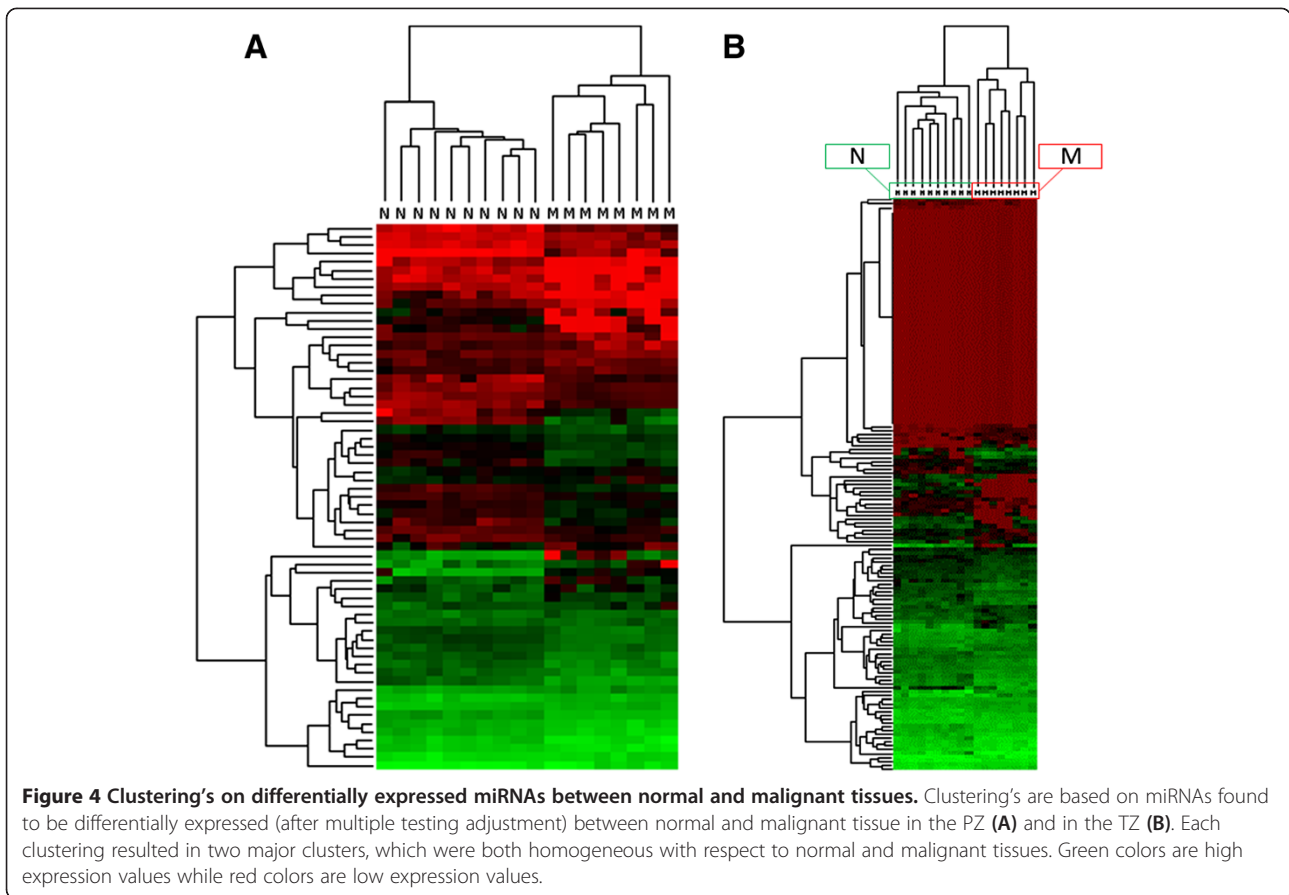 A
B
N
M
N N N N N N N N N N M M M M M M M M
Figure 4 Clustering's on differentially expressed miRNAs between normal and malignant tissues. Clustering's are based on miRNAs found
to be differentially expressed (after multiple testing adjustment) between normal and malignant tissue in the PZ (A) and in the TZ (B). Each
clustering resulted in two major clusters, which were both homogeneous with respect to normal and malignant tissues. Green colors are high
expression values while red colors are low expression values.